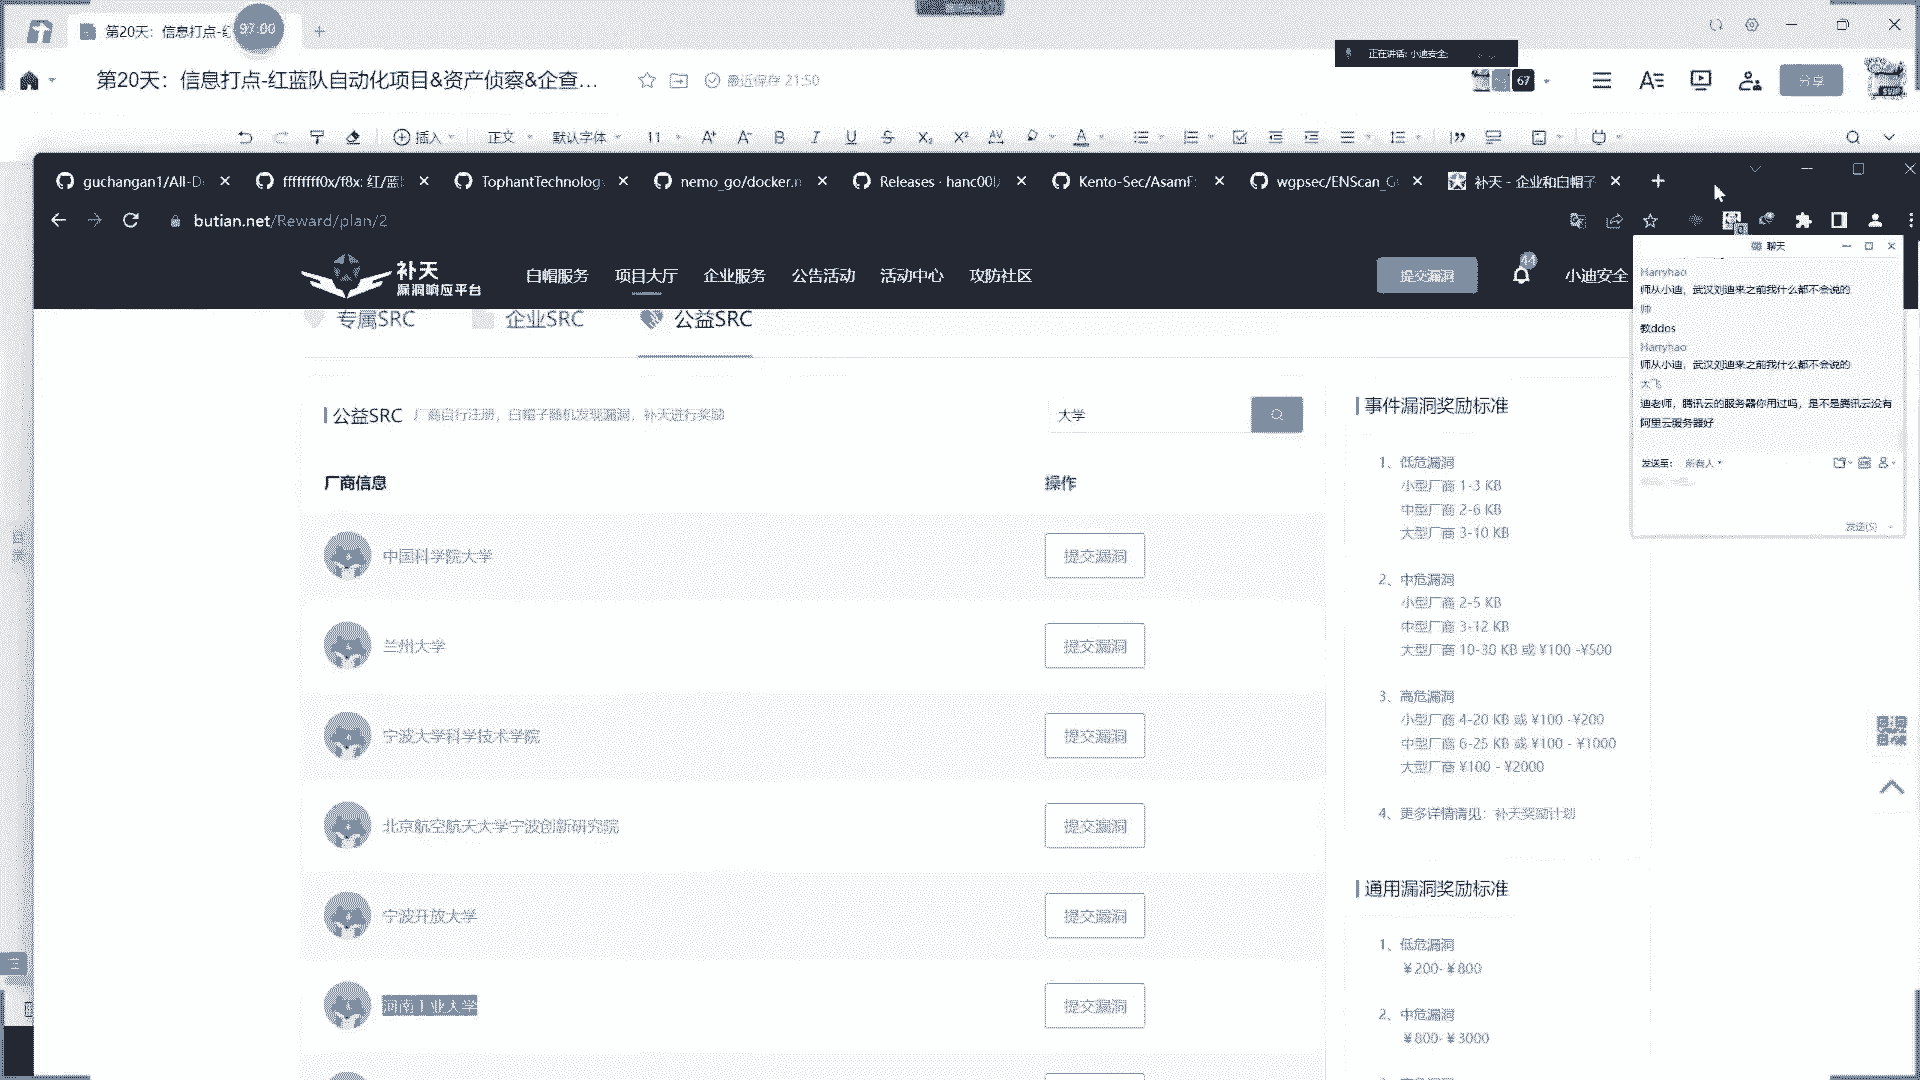 第20天：信息打点-红
97:00
正在讲话: 小迪安全;
第20天：信息打点-红蓝队自动化项目&资产侦察&企查...
最近保存 21:50
67
分享
插入
正文
默认字体
11
guchangan1/All-D
ffffffff0x/f8x: 红/蓝
TophantTechnolog
nemo_go/docker.n
Releases · hanc00l/
Kento-Sec/AsamF
wgpsec/ENScan_G
补天 - 企业和白帽子
butian.net/Reward/plan/2
补天
漏洞响应平台
白帽服务
项目大厅
企业服务
公告活动
活动中心
攻防社区
提交漏洞
44
小迪安全
聊天
Harryhao
师从小迪，武汉刘迪来之前我什么都不会说的
帅
教ddos
Harryhao
师从小迪，武汉刘迪来之前我什么都不会说的
大飞
迪老师，腾讯云的服务器你用过吗，是不是腾讯云没有
阿里云服务器好
发送至:
所有人
发送(S)
专属SRC
企业SRC
公益SRC
公益SRC
厂商自行注册，白帽子随机发现漏洞，补天进行奖励
大学
厂商信息
操作
中国科学院大学
提交漏洞
兰州大学
提交漏洞
宁波大学科学技术学院
提交漏洞
北京航空航天大学宁波创新研究院
提交漏洞
宁波开放大学
提交漏洞
河南工业大学
提交漏洞
事件漏洞奖励标准
1、低危漏洞
小型厂商 1-3 KB
中型厂商 2-6 KB
大型厂商 3-10 KB
2、中危漏洞
小型厂商 2-5 KB
中型厂商 3-12 KB
大型厂商 10-30 KB 或 ¥100 -¥500
3、高危漏洞
小型厂商 4-20 KB 或 ¥100 -¥200
中型厂商 6-25 KB 或 ¥100 - ¥1000
大型厂商 ¥100 - ¥2000
4、更多详情请见：补天奖励计划
通用漏洞奖励标准
1、低危漏洞
¥200-¥800
2、中危漏洞
¥800-¥3000